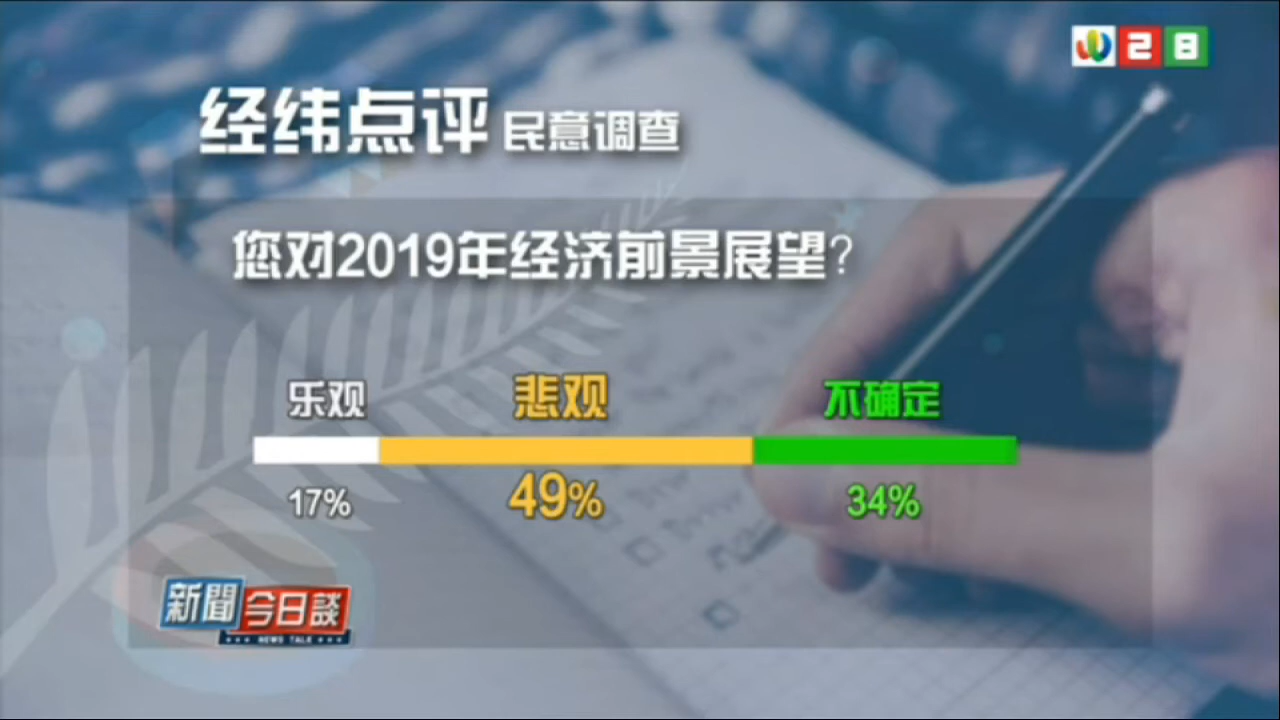 28
经纬点评 民意调查
您对2019年经济前景展望?
乐观 悲观 不确定
17% 49% 34%
新聞今日談
NEWS TALK